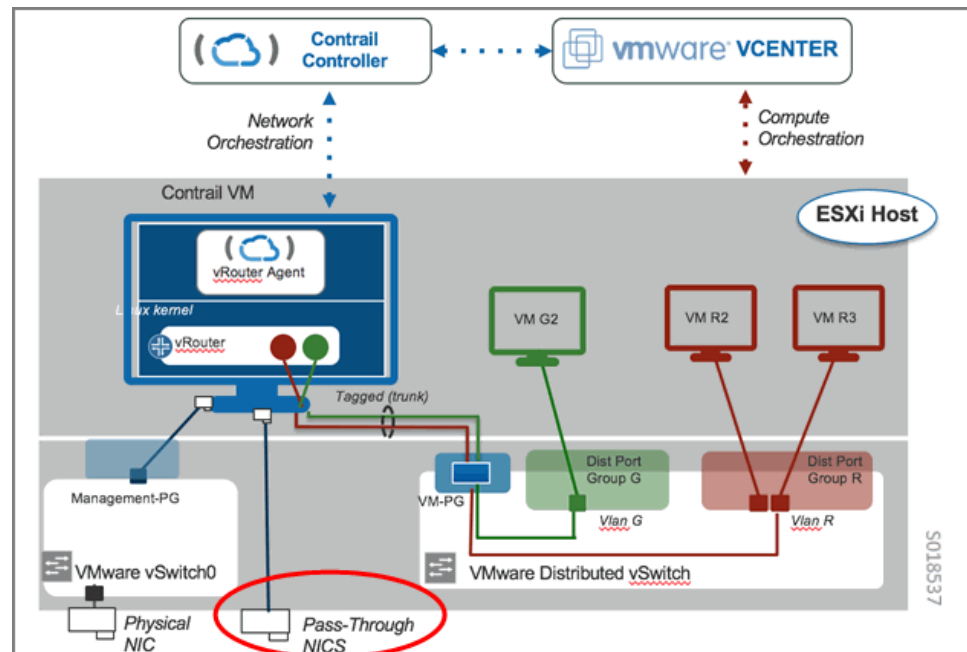 Contrail
Controller
vmware® VCENTER
Network
Orchestration
Compute
Orchestration
Contrail VM
ESXi Host
vRouter Agent
Linux kernel
vRouter
VM G2
VM R2
VM R3
Tagged (trunk)
Management-PG
VM-PG
Dist Port
Group G
Dist Port
Group R
Vlan G
Vlan R
VMware vSwitch0
VMware Distributed vSwitch
Physical
NIC
Pass-Through
NICS
S018537